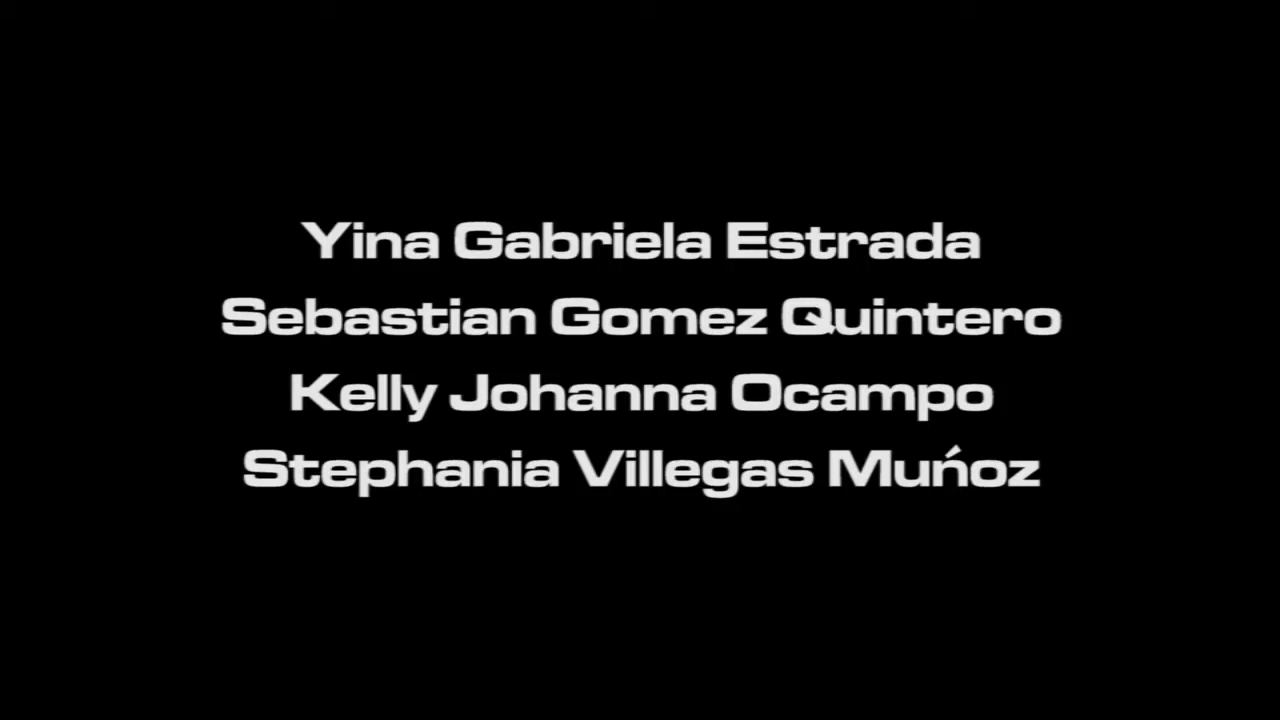 Yina Gabriela Estrada
Sebastian Gomez Quintero
Kelly Johanna Ocampo
Stephania Villegas Muńoz